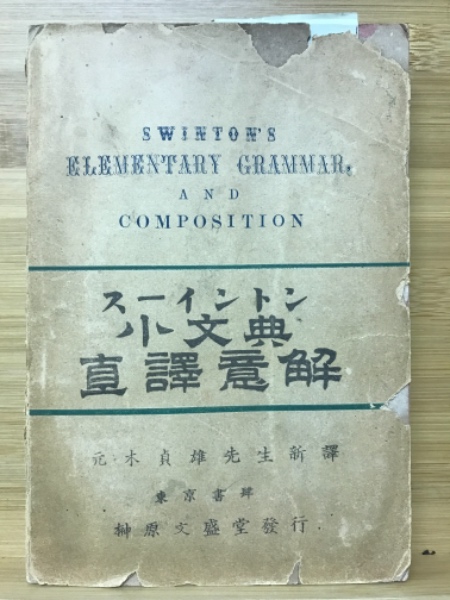 SWINTON'S
ELEMENTARY GRAMMAR,
AND
COMPOSITION
スーイントン
小文典
直譯意解
元木貞雄先生新譯
東京書肆
榊原文盛堂發行